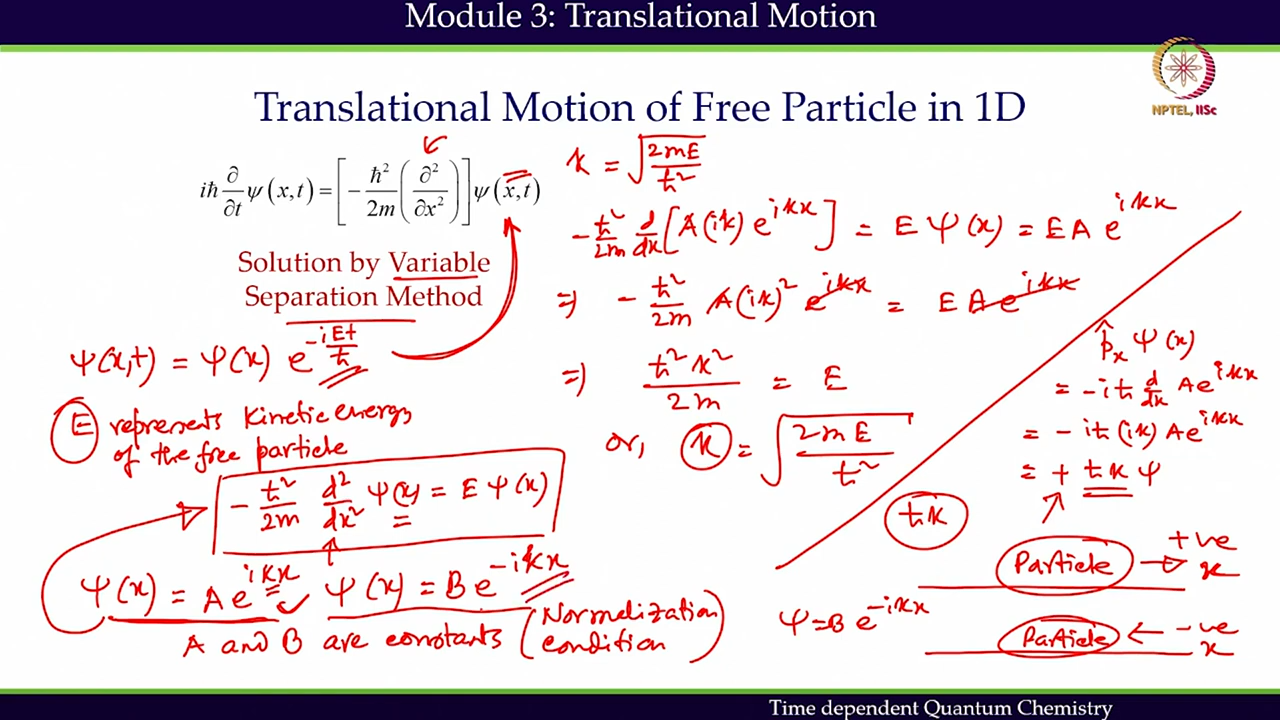 Module 3: Translational Motion
NPTEL, IISc
Translational Motion of Free Particle in 1D
iħ ∂/∂t ψ(x,t) = [-ħ²/2m (∂²/∂x²)] ψ(x,t)
Solution by Variable
Separation Method
ψ(x,t) = ψ(x) e^{-iEt/ħ}
E represents kinetic energy
of the free particle
-ħ²/2m d²/dx² ψ(x) = E ψ(x)
ψ(x) = A e^{ikx} ψ(x) = B e^{-ikx}
A and B are constants (Normalization
condition)
k = √(2mE/ħ²)
-ħ²/2m d/dx [A(ik) e^{ikx}] = E ψ(x) = E A e^{ikx}
⇒ -ħ²/2m A(ik)² e^{ikx} = E A e^{ikx}
⇒ ħ²k²/2m = E
or, k = √(2mE/ħ²)
p̂ₓ ψ(x)
= -iħ d/dx A e^{ikx}
= -iħ (ik) A e^{ikx}
= + ħk ψ
ħk
Particle → +ve
x
ψ = B e^{-ikx}
Particle ← -ve
x
Time dependent Quantum Chemistry